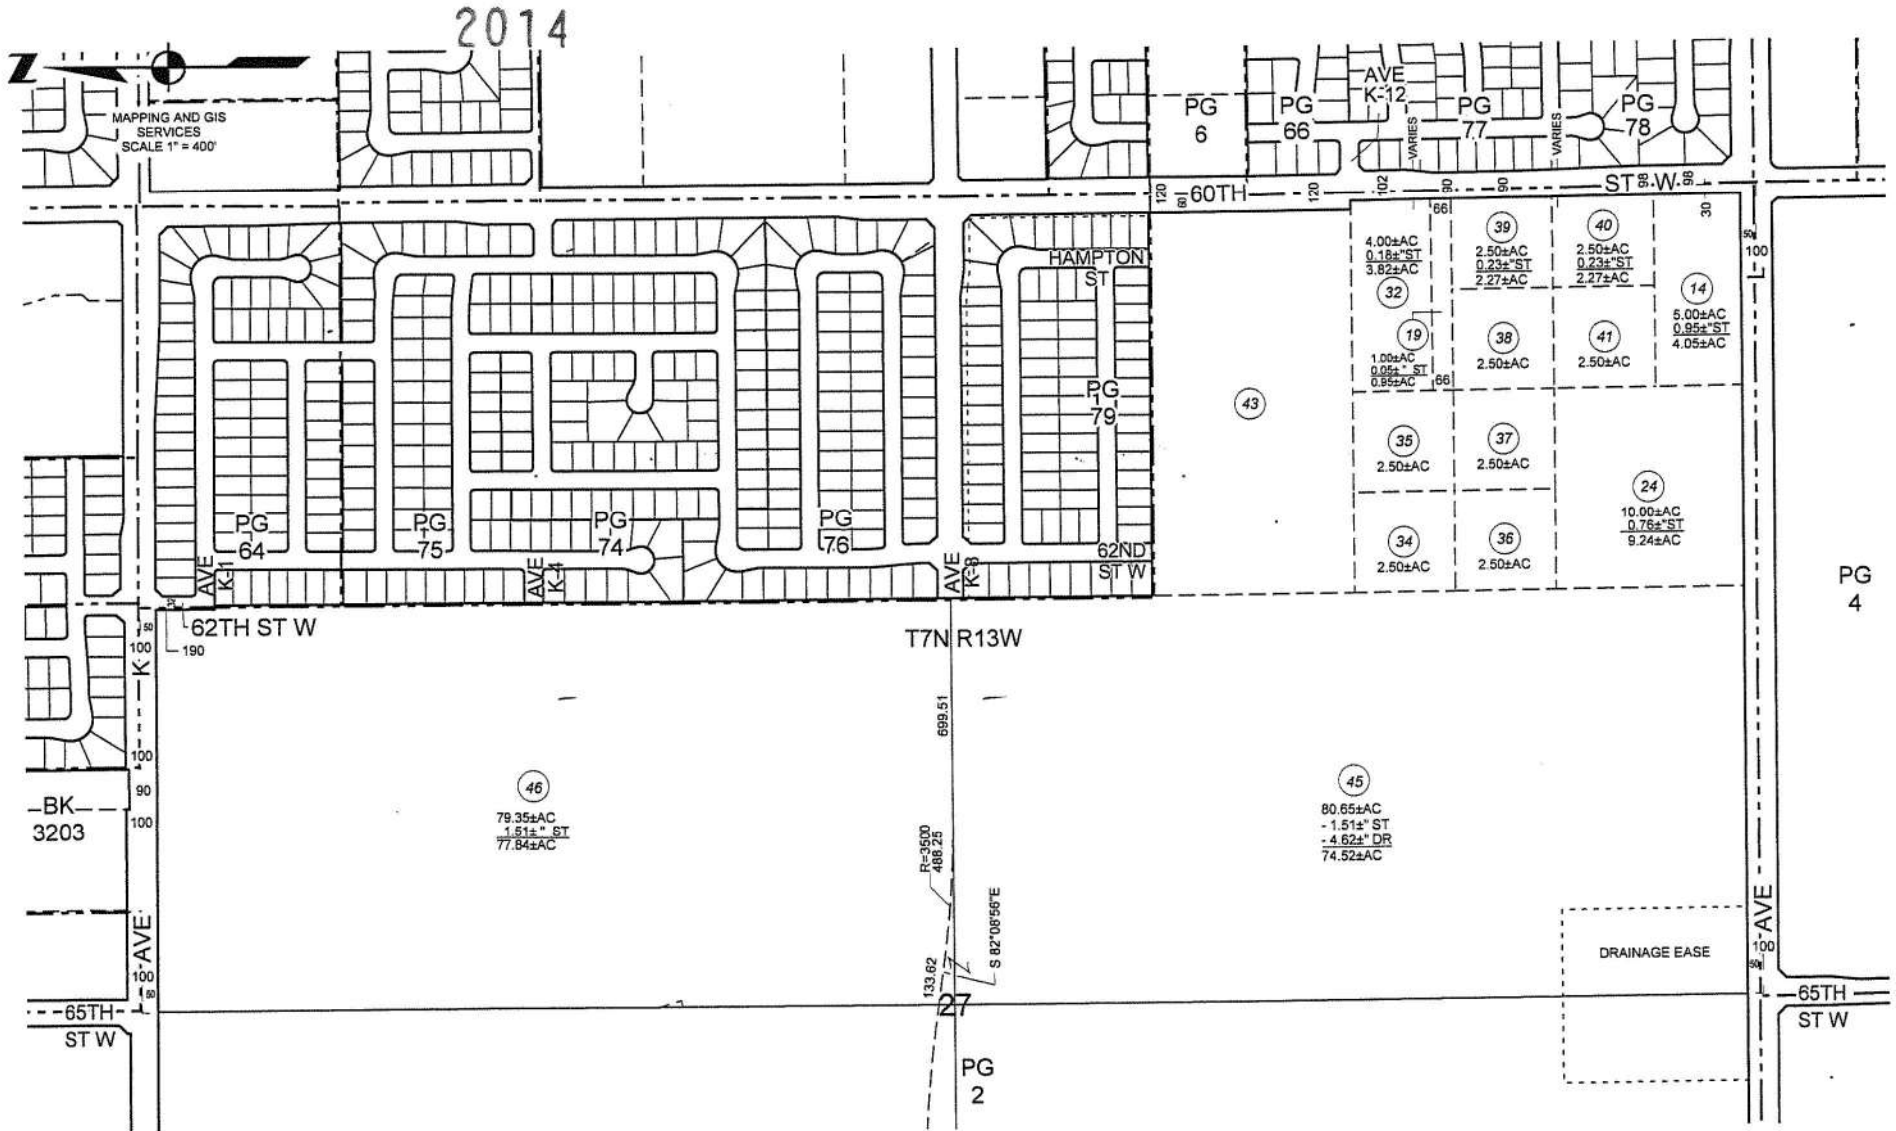 2014
Z
MAPPING AND GIS
SERVICES
SCALE 1" = 400'
PG
6
PG
66
AVE
K-12
VARIES
PG
77
VARIES
PG
78
120
60
60TH
120
102
90
90
ST W
98
98
30
50
100
HAMPTON
ST
4.00±AC
0.18±"ST
3.82±AC
32
66
39
2.50±AC
0.23±"ST
2.27±AC
40
2.50±AC
0.23±"ST
2.27±AC
14
5.00±AC
0.95±"ST
4.05±AC
19
1.00±AC
0.05±" ST
0.95±AC
66
38
2.50±AC
41
2.50±AC
43
PG
79
35
2.50±AC
37
2.50±AC
24
10.00±AC
0.76±"ST
9.24±AC
34
2.50±AC
36
2.50±AC
PG
64
PG
75
PG
74
PG
76
AVE
K-1
AVE
K-4
AVE
K-8
62ND
ST W
PG
4
32
62TH ST W
190
50
100
K
T7N R13W
699.51
100
90
100
BK
3203
46
79.35±AC
1.51±" ST
77.84±AC
45
80.65±AC
- 1.51±" ST
- 4.62±" DR
74.52±AC
R=3500
488.25
S 82°08'56"E
133.62
DRAINAGE EASE
AVE
100
50
AVE
L
100
50
65TH
ST W
27
65TH
ST W
PG
2